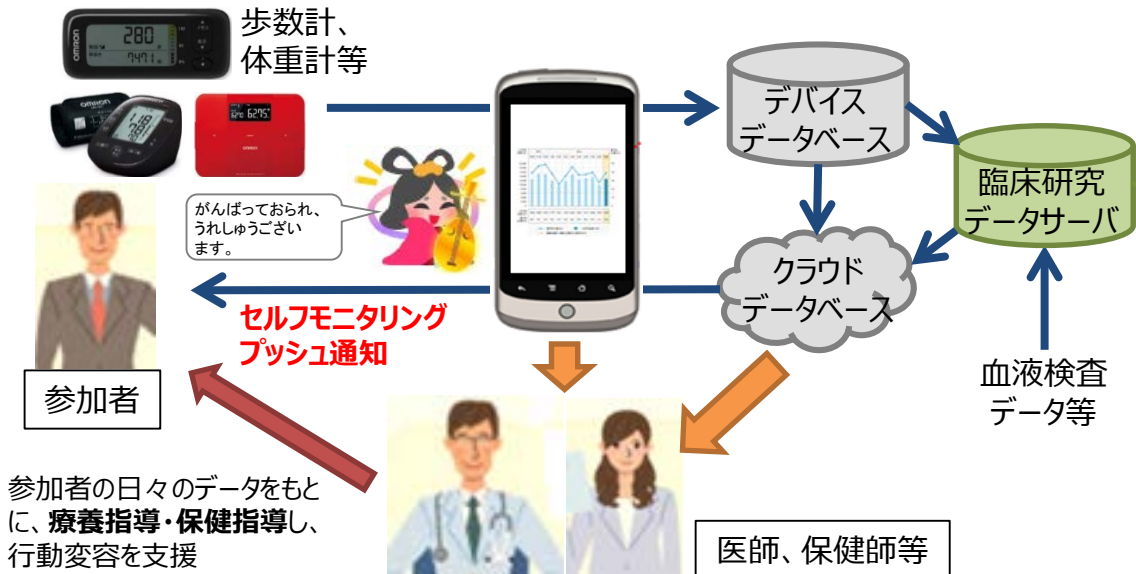 歩数計、
体重計等
OMRON
280
7471
OMRON
OMRON
デバイス
データベース
臨床研究
データサーバ
がんばっておられ、
うれしゅうござい
ます。
クラウド
データベース
セルフモニタリング
プッシュ通知
血液検査
データ等
参加者
参加者の日々のデータをもと
に、療養指導・保健指導し、
行動変容を支援
医師、保健師等